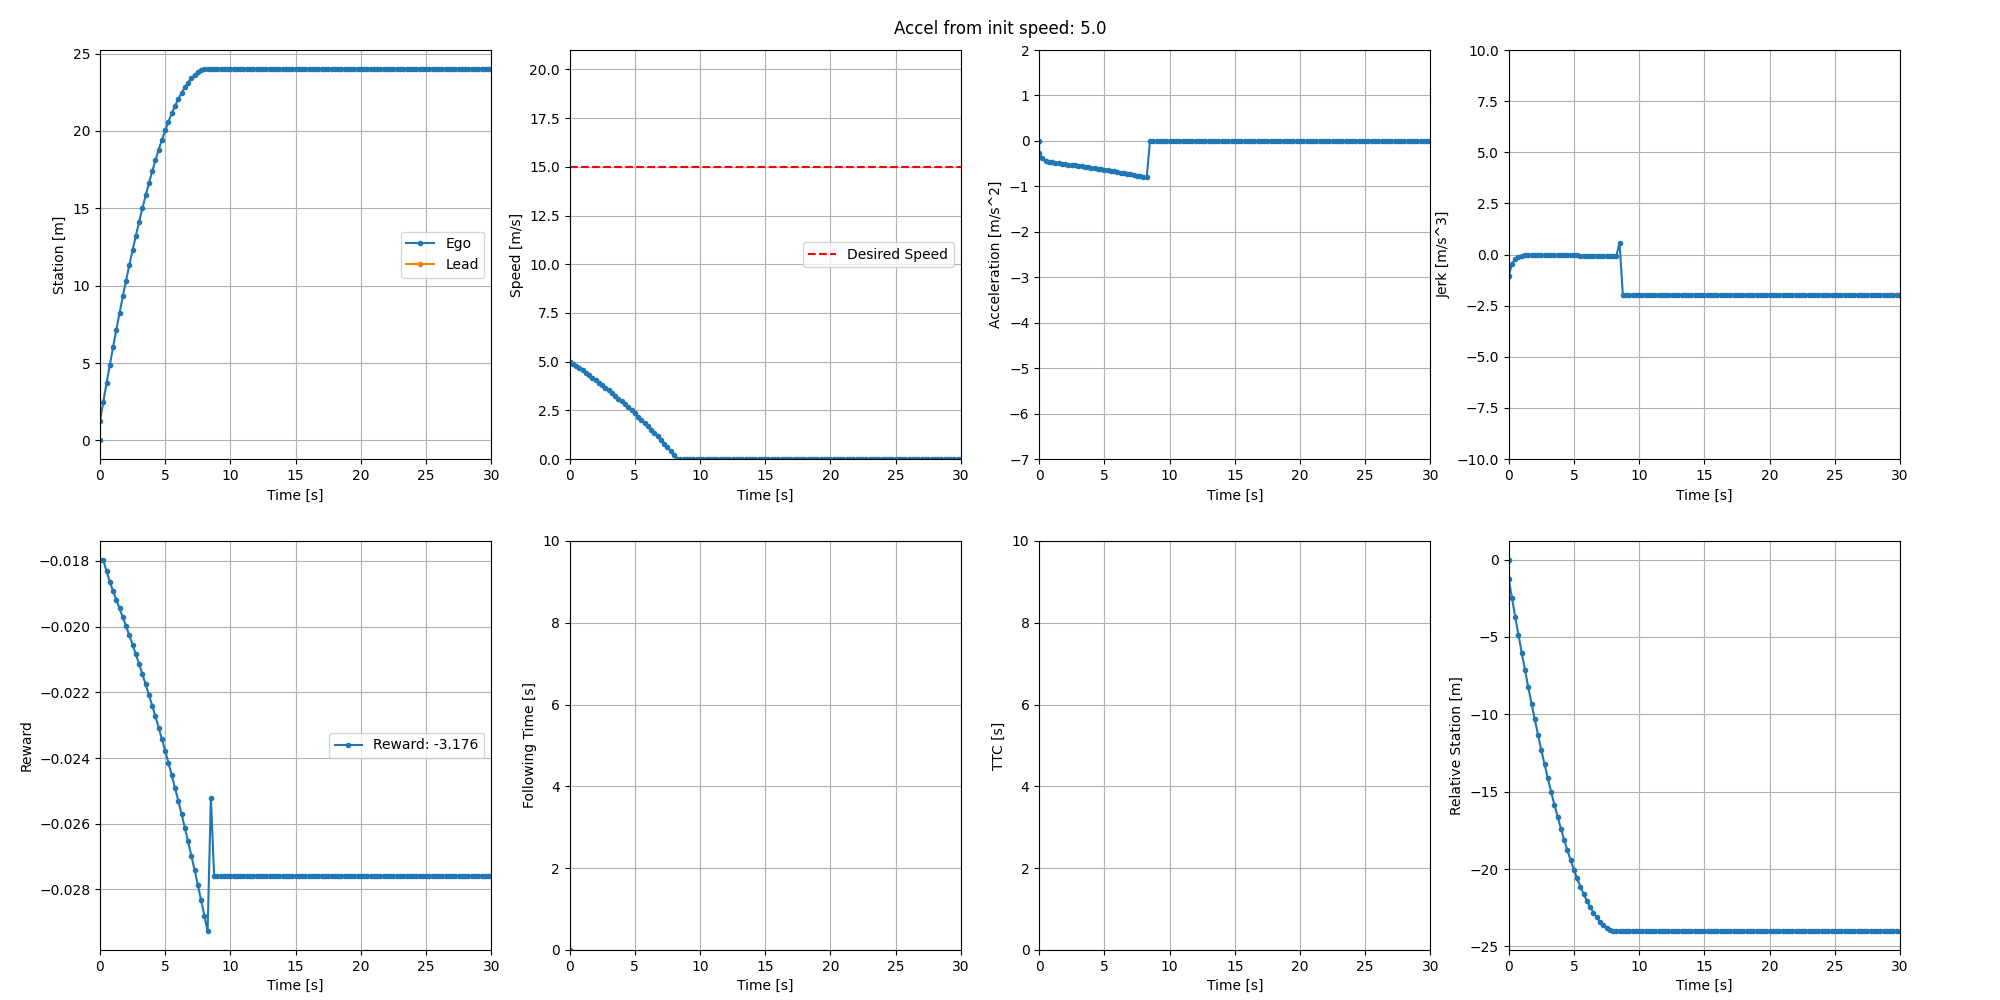 Accel from init speed: 5.0
25
20
15
10
5
0
Station [m]
Ego
Lead
0 5 10 15 20 25 30
Time [s]
20.0
17.5
15.0
12.5
10.0
7.5
5.0
2.5
0.0
Speed [m/s]
Desired Speed
0 5 10 15 20 25 30
Time [s]
2
1
0
−1
−2
−3
−4
−5
−6
−7
Acceleration [m/s^2]
0 5 10 15 20 25 30
Time [s]
10.0
7.5
5.0
2.5
0.0
−2.5
−5.0
−7.5
−10.0
Jerk [m/s^3]
0 5 10 15 20 25 30
Time [s]
−0.018
−0.020
−0.022
−0.024
−0.026
−0.028
Reward
Reward: -3.176
0 5 10 15 20 25 30
Time [s]
10
8
6
4
2
0
Following Time [s]
0 5 10 15 20 25 30
Time [s]
10
8
6
4
2
0
TTC [s]
0 5 10 15 20 25 30
Time [s]
0
−5
−10
−15
−20
−25
Relative Station [m]
0 5 10 15 20 25 30
Time [s]